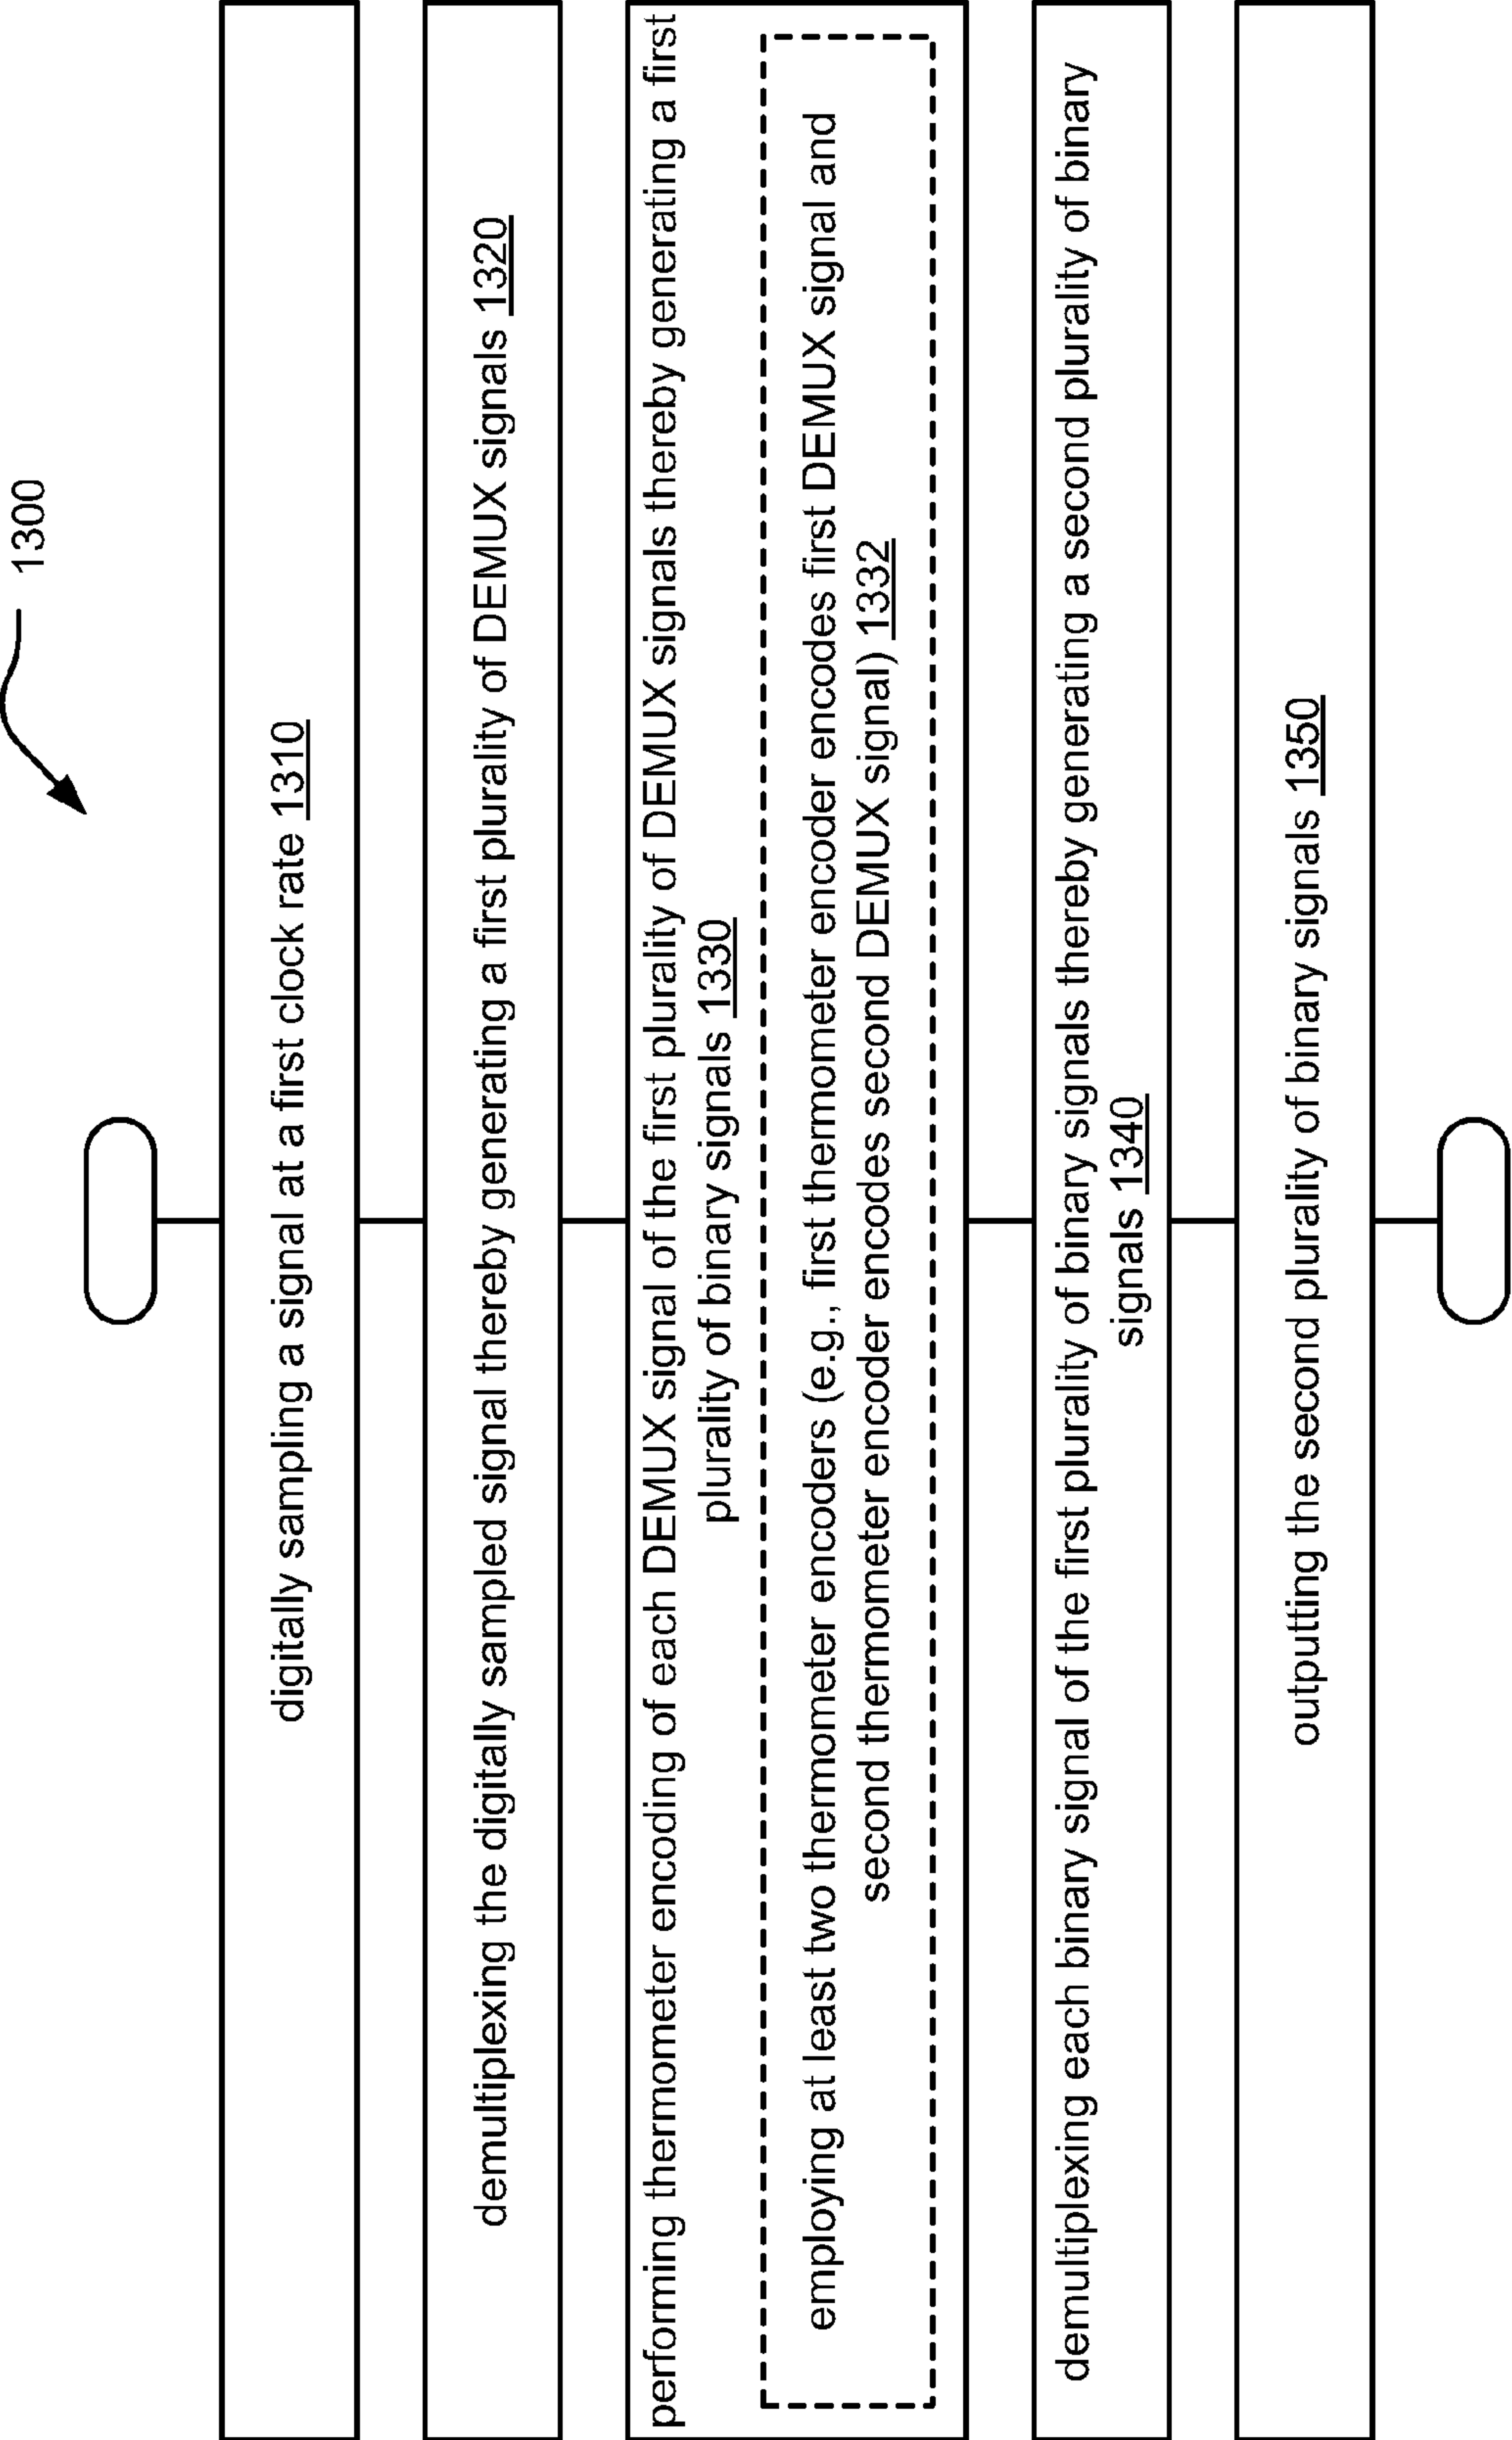 1300
digitally sampling a signal at a first clock rate 1310
demultiplexing the digitally sampled signal thereby generating a first plurality of DEMUX signals 1320
performing thermometer encoding of each DEMUX signal of the first plurality of DEMUX signals thereby generating a first
plurality of binary signals 1330
employing at least two thermometer encoders (e.g., first thermometer encoder encodes first DEMUX signal and
second thermometer encoder encodes second DEMUX signal) 1332
demultiplexing each binary signal of the first plurality of binary signals thereby generating a second plurality of binary
signals 1340
outputting the second plurality of binary signals 1350